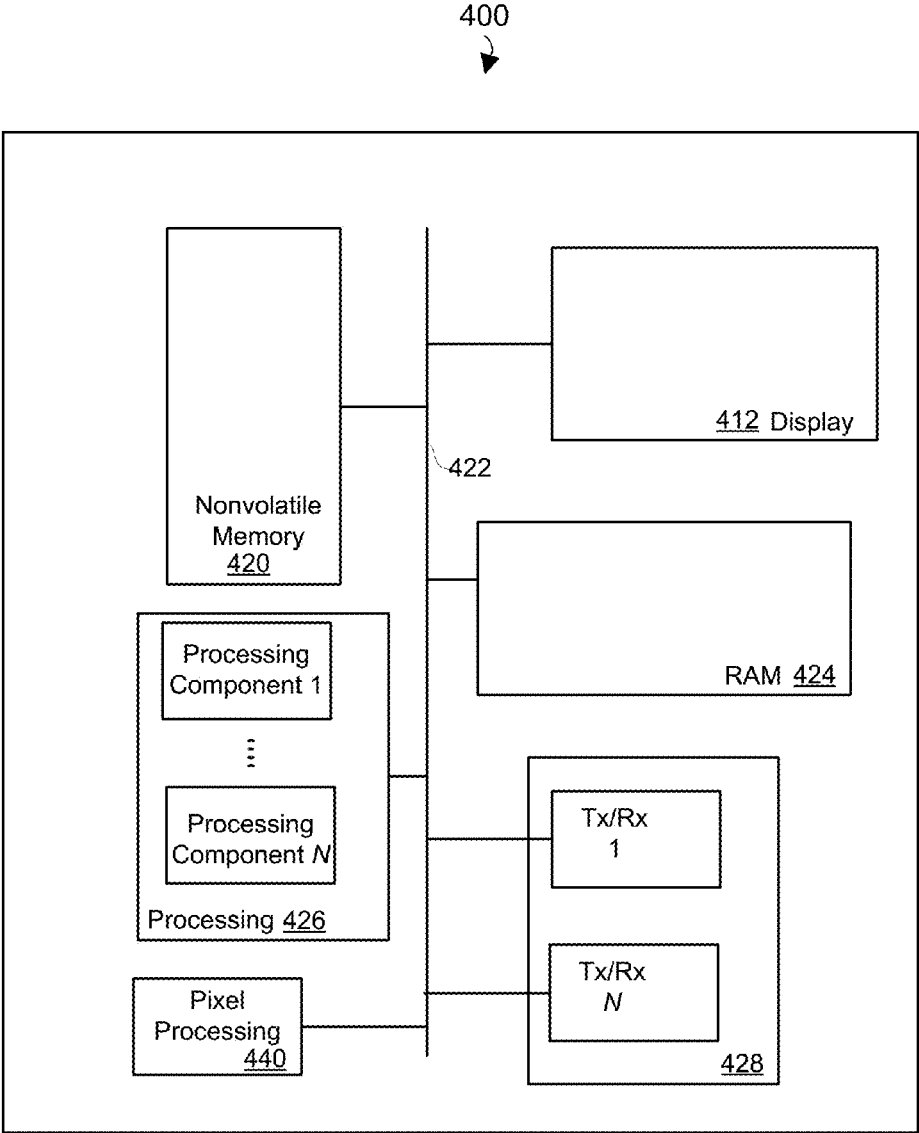 400
412 Display
422
Nonvolatile
Memory
420
Processing
Component 1
RAM 424
Processing
Component N
Processing 426
Tx/Rx
1
Tx/Rx
N
428
Pixel
Processing
440